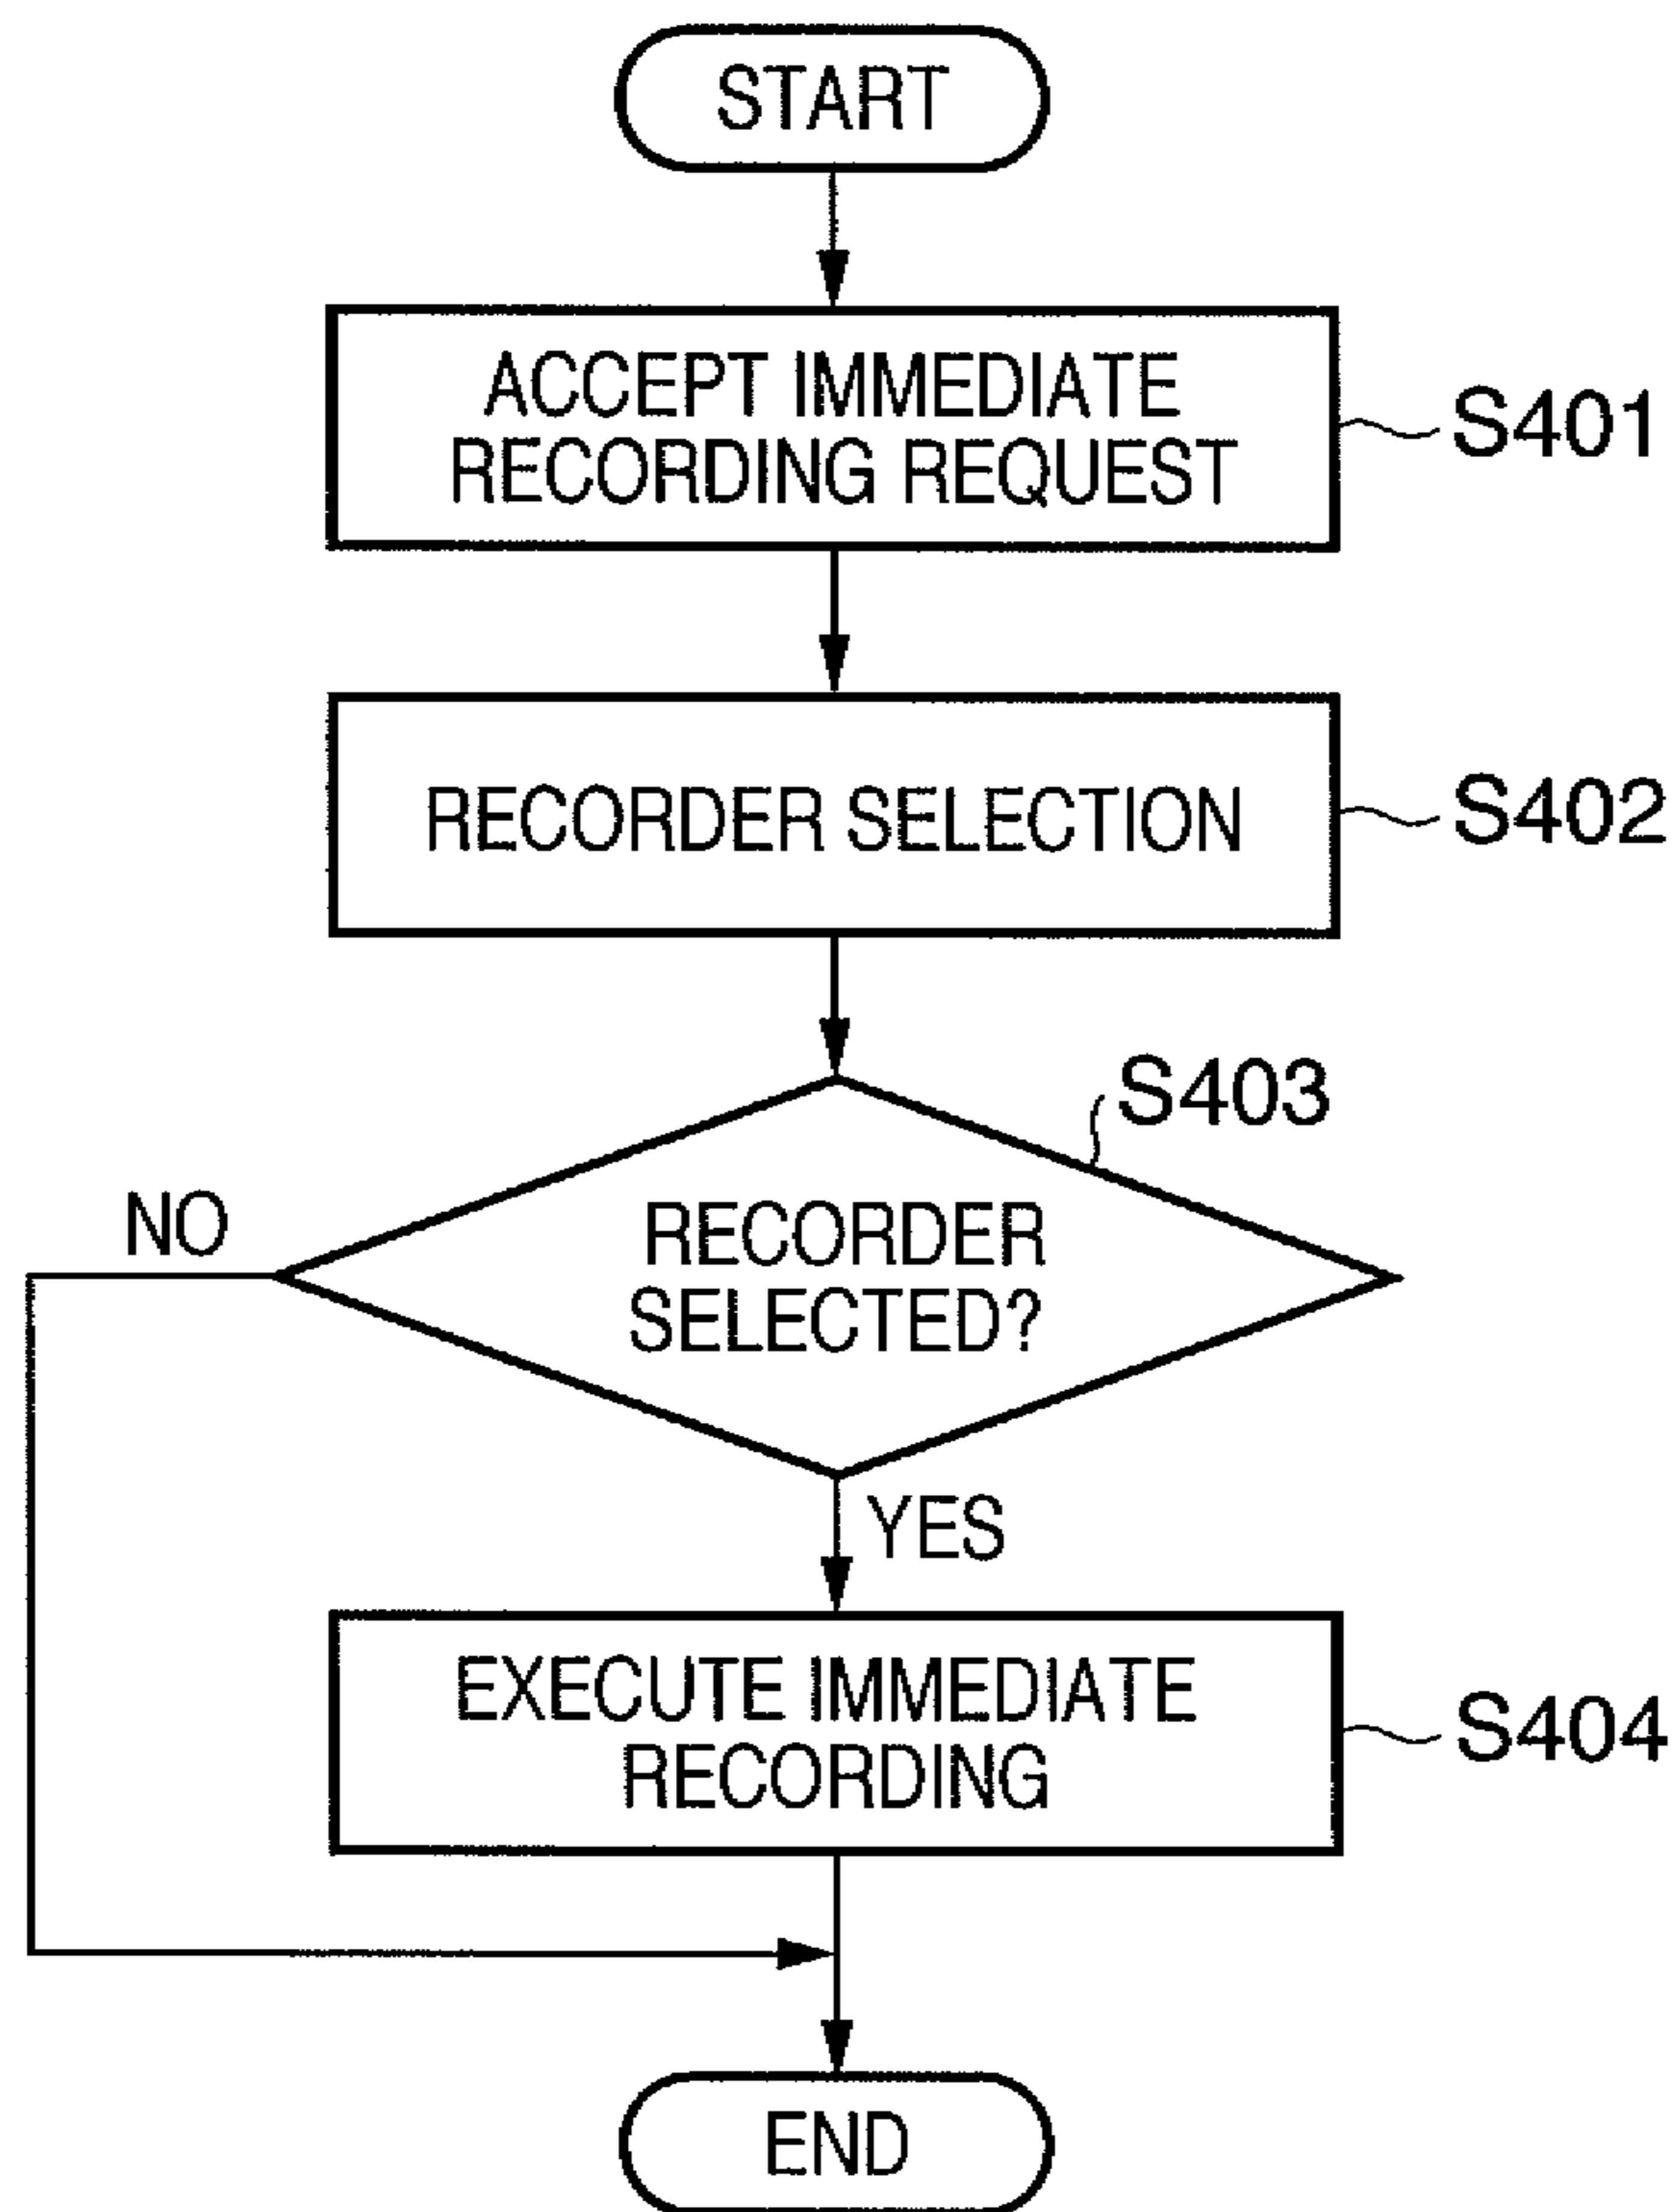 START
ACCEPT IMMEDIATE
RECORDING REQUEST
S401
RECORDER SELECTION
S402
S403
RECORDER
SELECTED?
NO
YES
EXECUTE IMMEDIATE
RECORDING
S404
END